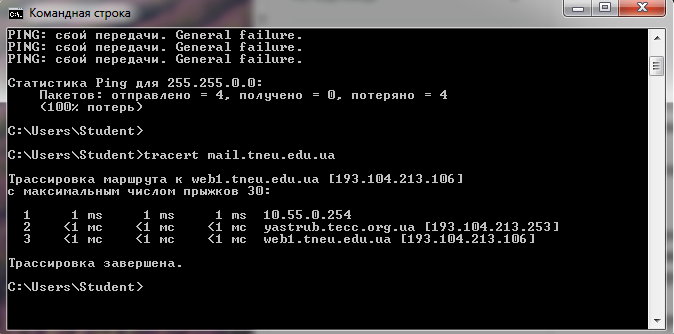 Командная строка
PING: сбой передачи. General failure.
PING: сбой передачи. General failure.
PING: сбой передачи. General failure.
Статистика Ping для 255.255.0.0:
Пакетов: отправлено = 4, получено = 0, потеряно = 4
(100% потерь)
C:\Users\Student>
C:\Users\Student>tracert mail.tneu.edu.ua
Трассировка маршрута к web1.tneu.edu.ua [193.104.213.106]
с максимальным числом прыжков 30:
1 1 ms 1 ms 1 ms 10.55.0.254
2 <1 мс <1 мс <1 мс yastrub.tecc.org.ua [193.104.213.253]
3 <1 мс <1 мс <1 мс web1.tneu.edu.ua [193.104.213.106]
Трассировка завершена.
C:\Users\Student>